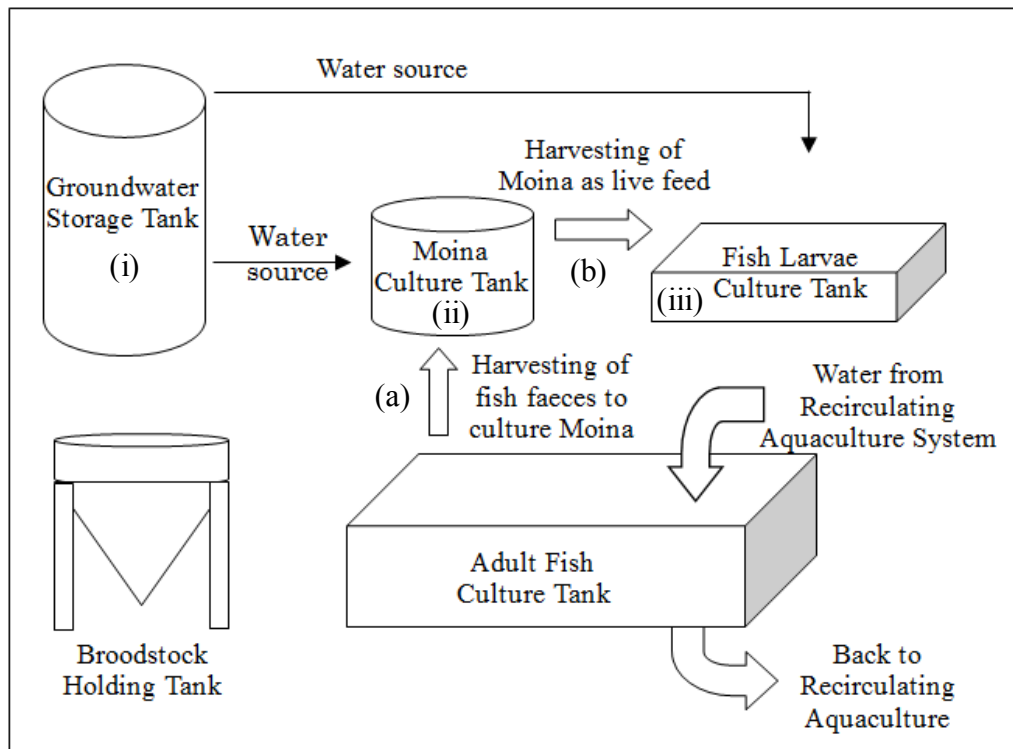 Water source
Groundwater
Storage Tank
(i)
Water
source
Harvesting of
Moina as live feed
(b)
Moina
Culture Tank
(ii)
Fish Larvae
Culture Tank
(iii)
(a)
Harvesting of
fish faeces to
culture Moina
Water from
Recirculating
Aquaculture System
Adult Fish
Culture Tank
Broodstock
Holding Tank
Back to
Recirculating
Aquaculture